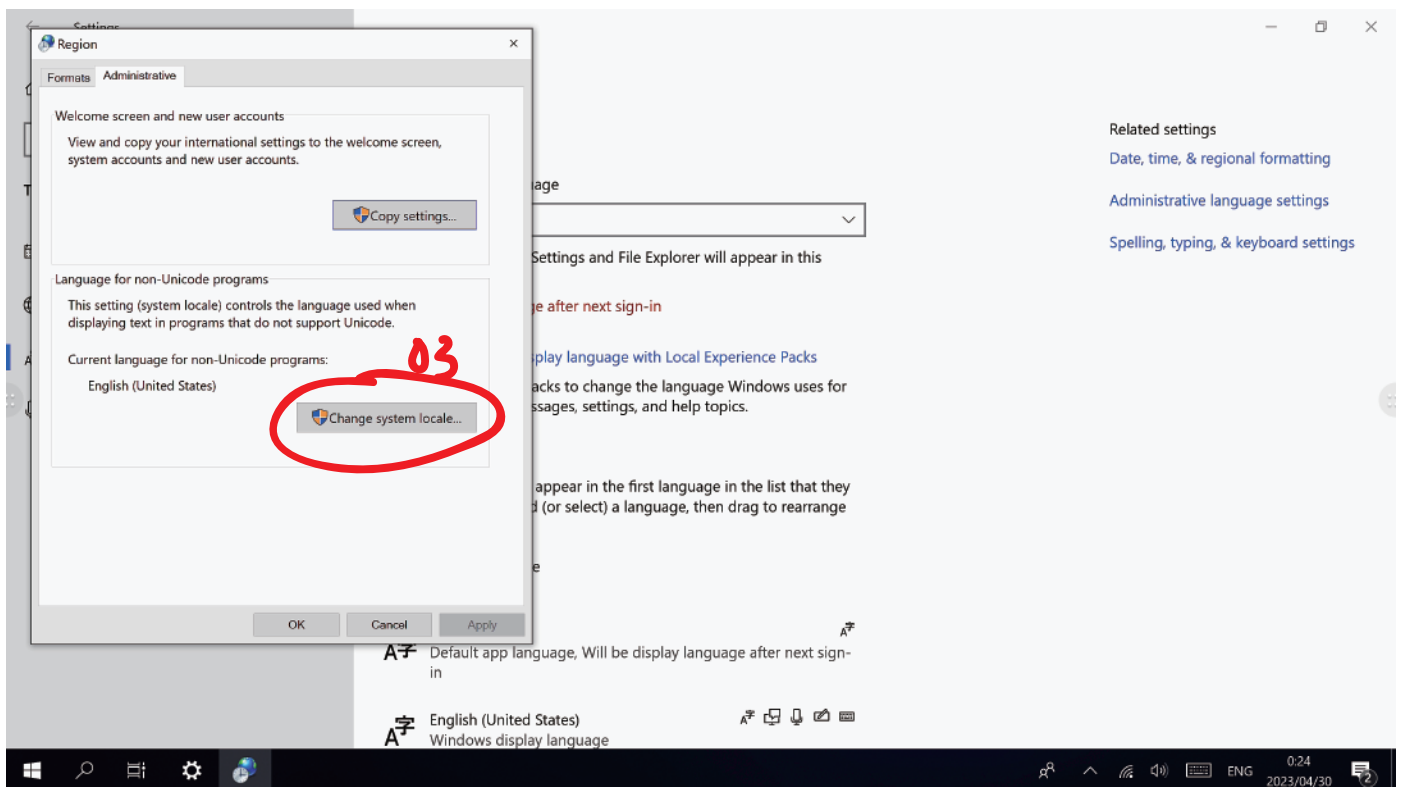 Settings
Region
Formats
Administrative
Welcome screen and new user accounts
View and copy your international settings to the welcome screen,
system accounts and new user accounts.
Copy settings...
Language for non-Unicode programs
This setting (system locale) controls the language used when
displaying text in programs that do not support Unicode.
Current language for non-Unicode programs:
English (United States)
03
Change system locale...
OK
Cancel
Apply
Settings and File Explorer will appear in this
after next sign-in
language with Local Experience Packs
to change the language Windows uses for
settings, and help topics.
appear in the first language in the list that they
(or select) a language, then drag to rearrange
A字
Default app language, Will be display language after next sign-
in
A字
English (United States)
Windows display language
Related settings
Date, time, & regional formatting
Administrative language settings
Spelling, typing, & keyboard settings
ENG
0:24
2023/04/30
2